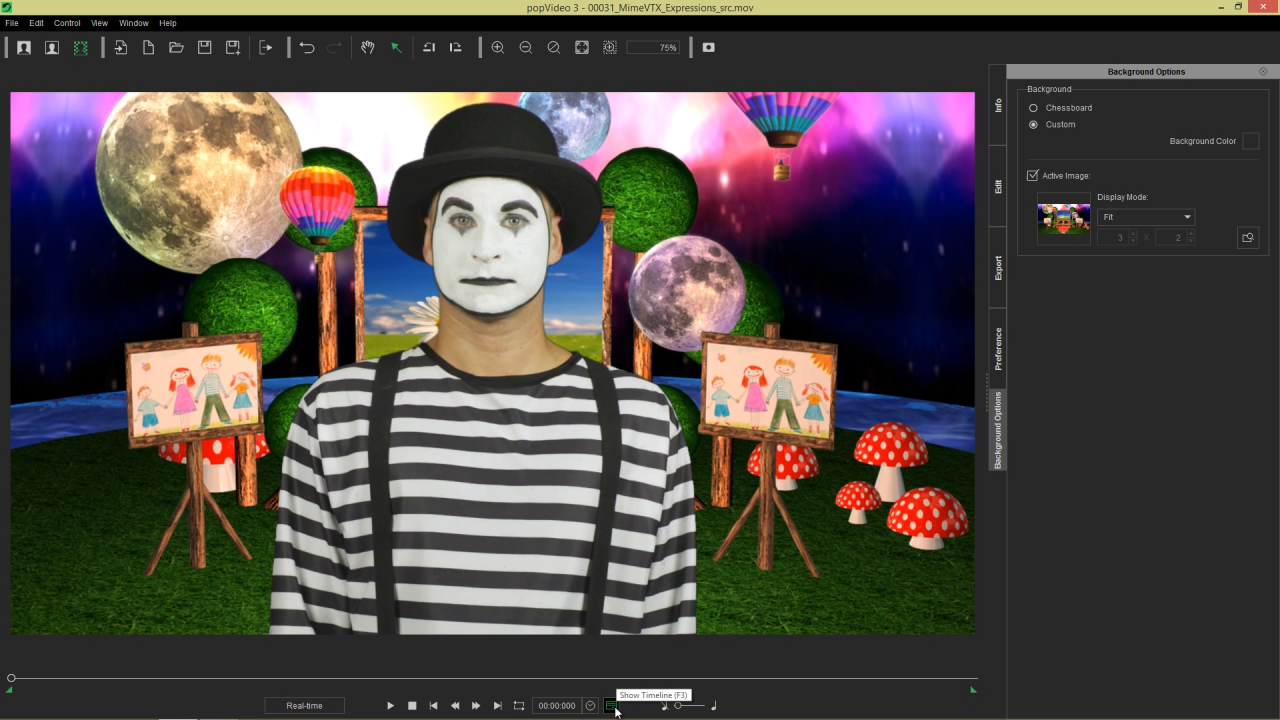 popVideo 3 - 00031_MimeVTX_Expressions_src.mov
File Edit Control View Window Help
75%
Background Options
Info
Edit
Export
Preference
Background Options
Background
Chessboard
Custom
Background Color
Active Image:
Display Mode:
Fit
3 X 2
Show Timeline (F3)
Real-time
00:00:000